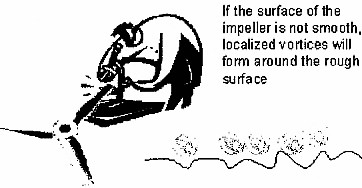 If the surface of the
impeller is not smooth,
localized vortices will
form around the rough
surface